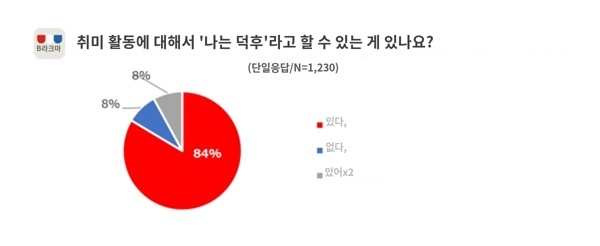 B라크마
취미 활동에 대해서 '나는 덕후'라고 할 수 있는 게 있나요?
(단일응답/N=1,230)
8%
8%
84%
있다,
없다,
있어x2